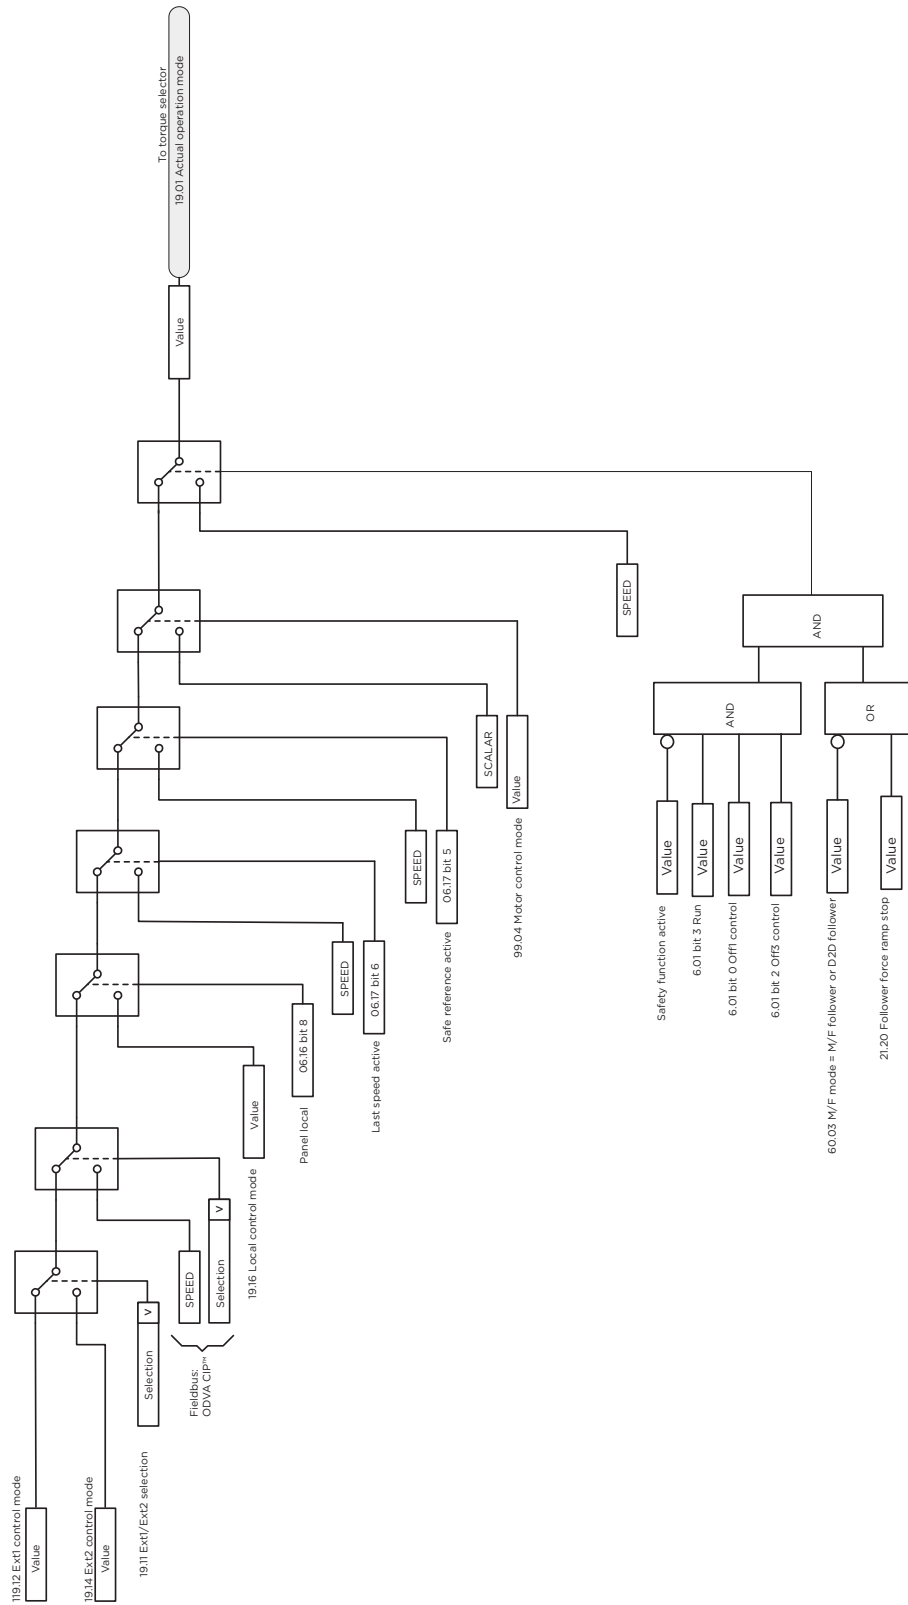 119.12 Ext1 control mode
Value
19.14 Ext2 control mode
Value
19.11 Ext1/Ext2 selection
Selection
V
Fieldbus:
ODVA CIP™
SPEED
Selection
V
19.16 Local control mode
Value
Panel local
06.16 bit 8
SPEED
Last speed active
06.17 bit 6
SPEED
Safe reference active
06.17 bit 5
SCALAR
99.04 Motor control mode
Value
SPEED
Safety function active
Value
6.01 bit 3 Run
Value
6.01 bit 0 Off1 control
Value
6.01 bit 2 Off3 control
Value
60.03 M/F mode = M/F follower or D2D follower
Value
21.20 Follower force ramp stop
Value
AND
OR
AND
Value
To torque selector
19.01 Actual operation mode